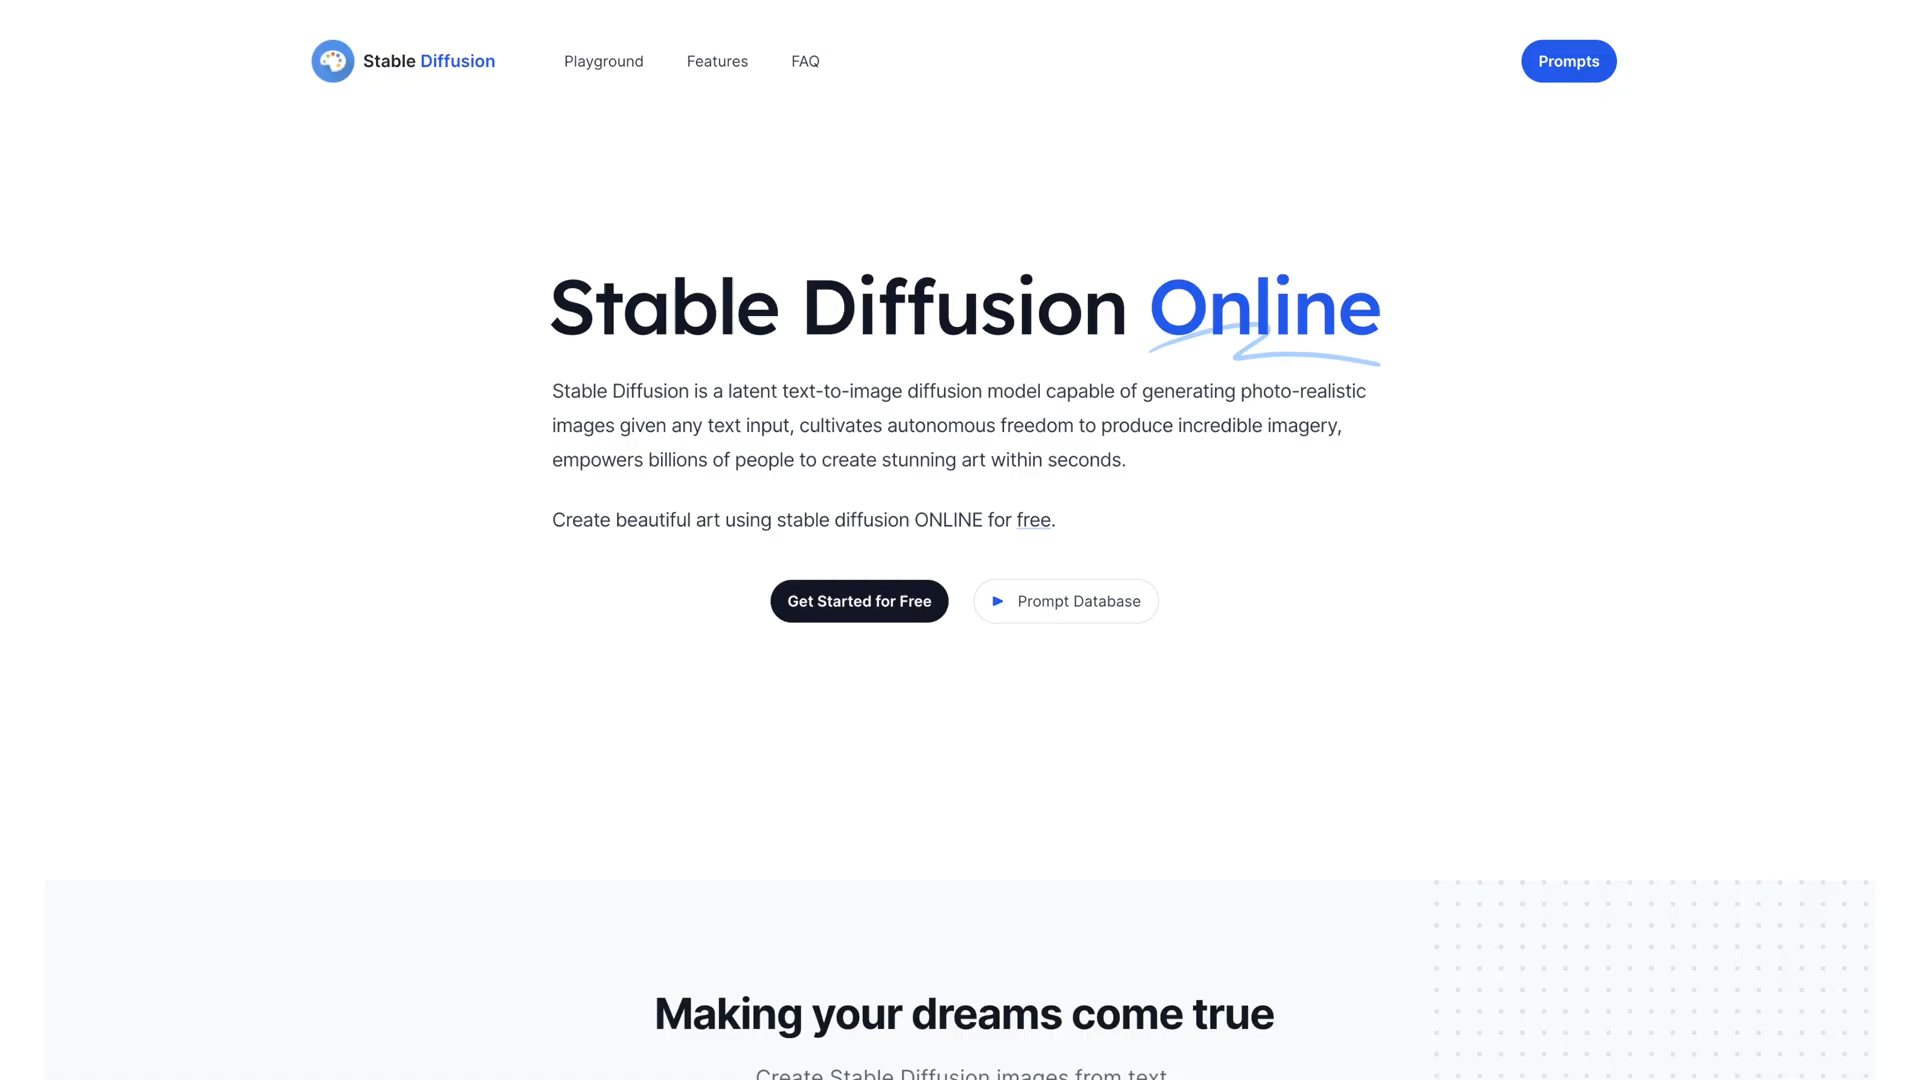 Stable Diffusion
Playground
Features
FAQ
Prompts
Stable Diffusion Online
Stable Diffusion is a latent text-to-image diffusion model capable of generating photo-realistic
images given any text input, cultivates autonomous freedom to produce incredible imagery,
empowers billions of people to create stunning art within seconds.
Create beautiful art using stable diffusion ONLINE for free.
Get Started for Free
Prompt Database
Making your dreams come true
Create Stable Diffusion images from text